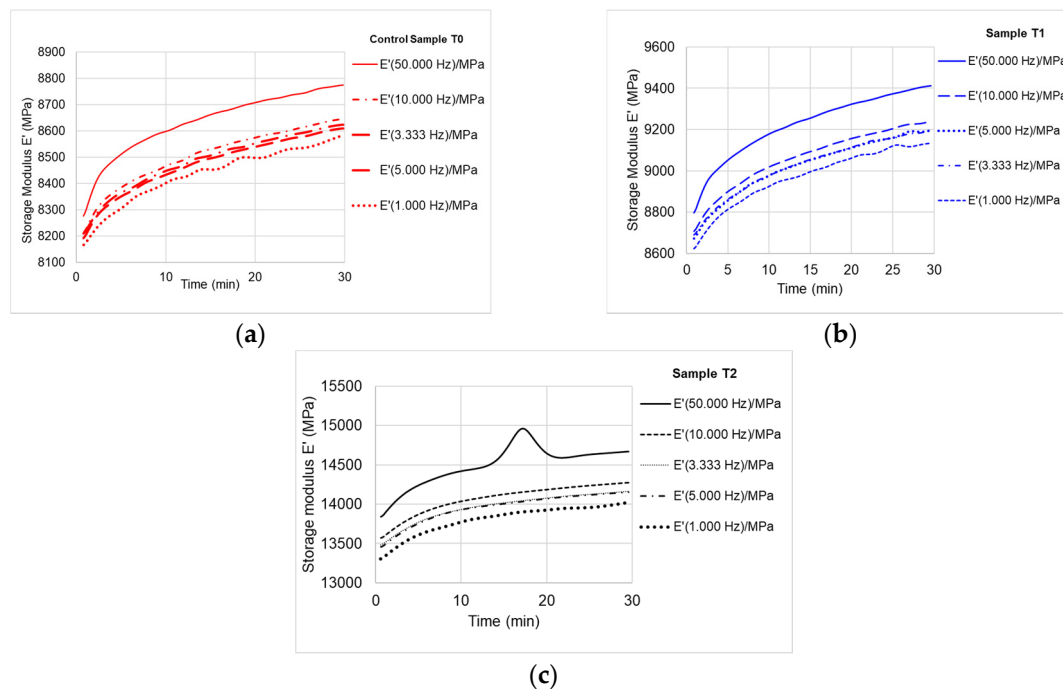 Control Sample T0
Storage Modulus E' (MPa)
8900
8800
8700
8600
8500
8400
8300
8200
8100
0
10
20
30
Time (min)
E'(50.000 Hz)/MPa
E'(10.000 Hz)/MPa
E'(3.333 Hz)/MPa
E'(5.000 Hz)/MPa
E'(1.000 Hz)/MPa
(a)
Sample T1
Storage Modulus E' (MPa)
9600
9400
9200
9000
8800
8600
0
5
10
15
20
25
30
Time (min)
E'(50.000 Hz)/MPa
E'(10.000 Hz)/MPa
E'(5.000 Hz)/MPa
E'(3.333 Hz)/MPa
E'(1.000 Hz)/MPa
(b)
Sample T2
Storage modulus E' (MPa)
15500
15000
14500
14000
13500
13000
0
10
20
30
Time (min)
E'(50.000 Hz)/MPa
E'(10.000 Hz)/MPa
E'(3.333 Hz)/MPa
E'(5.000 Hz)/MPa
E'(1.000 Hz)/MPa
(c)